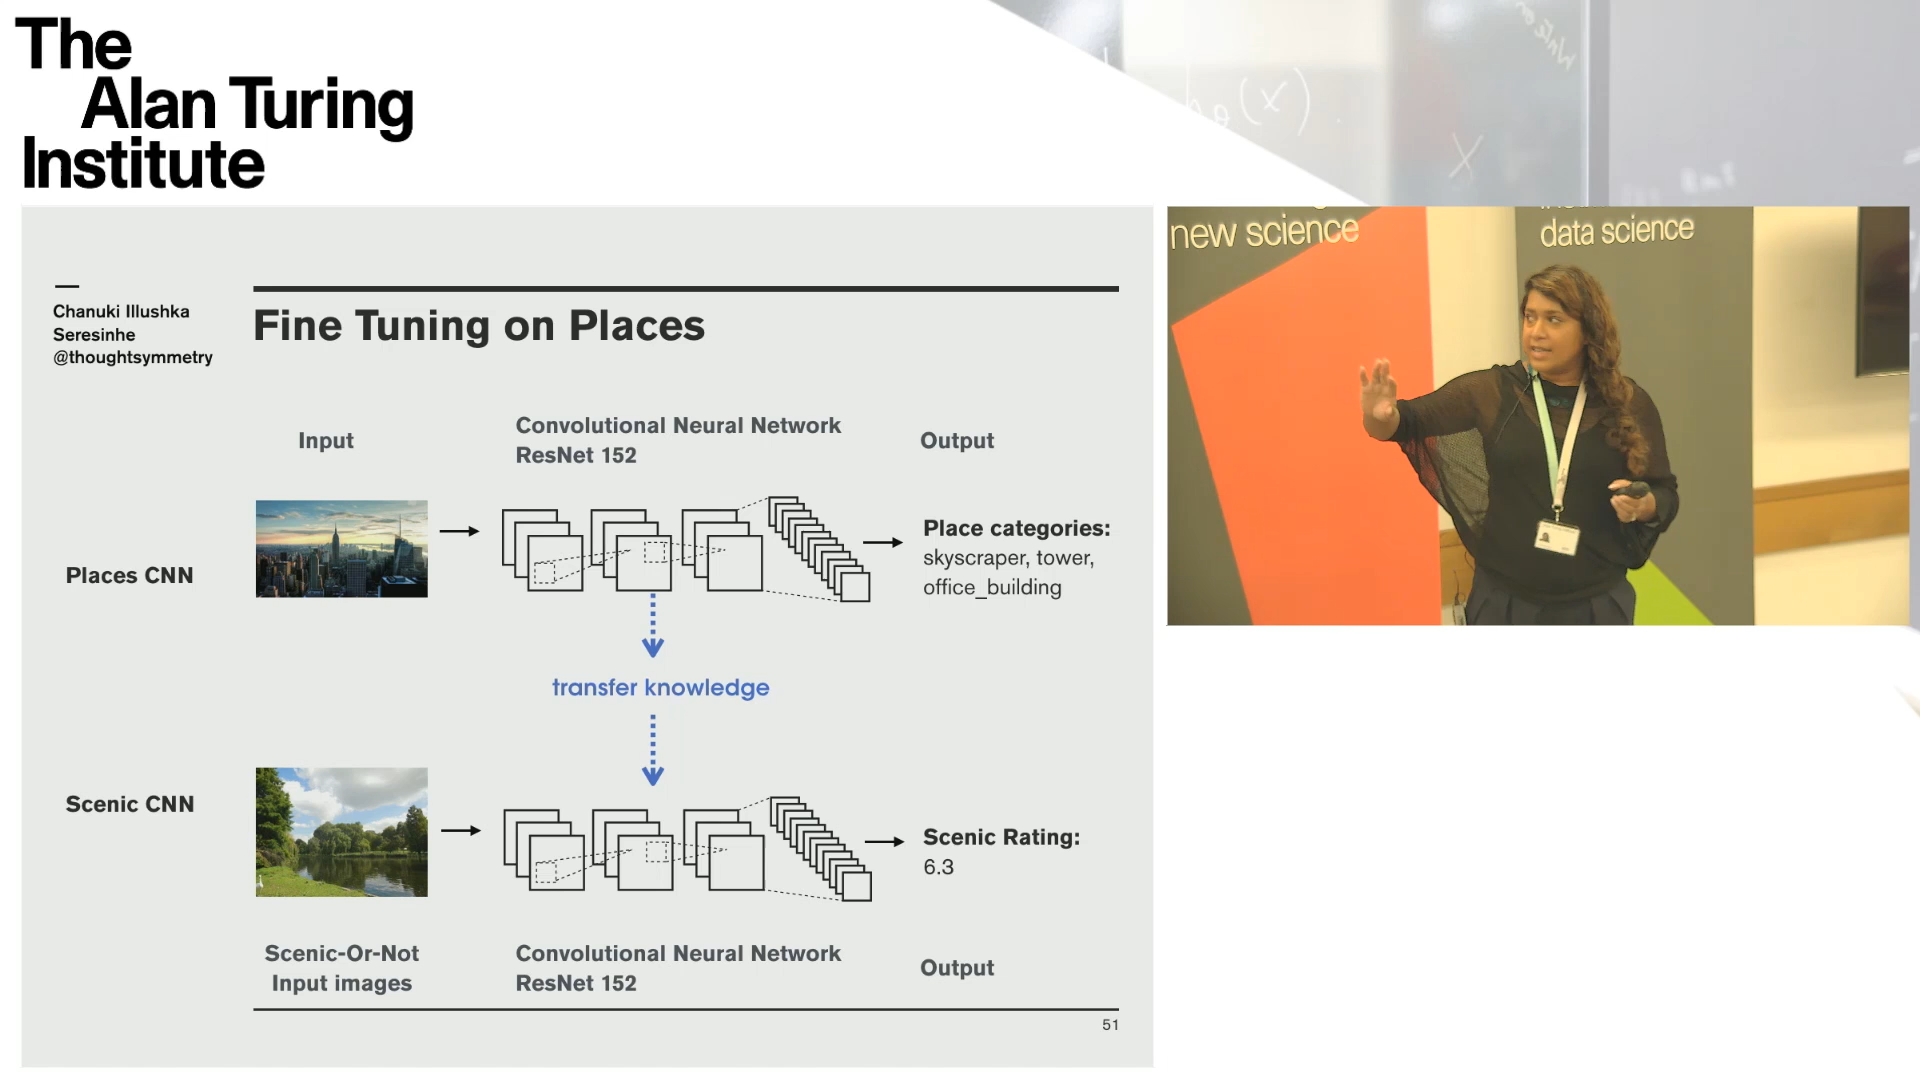 The
Alan Turing
Institute
Chanuki Illushka
Seresinhe
@thoughtsymmetry
Fine Tuning on Places
Input
Convolutional Neural Network
ResNet 152
Output
Places CNN
Place categories:
skyscraper, tower,
office_building
transfer knowledge
Scenic CNN
Scenic Rating:
6.3
Scenic-Or-Not
Input images
Convolutional Neural Network
ResNet 152
Output
51
new science
data science